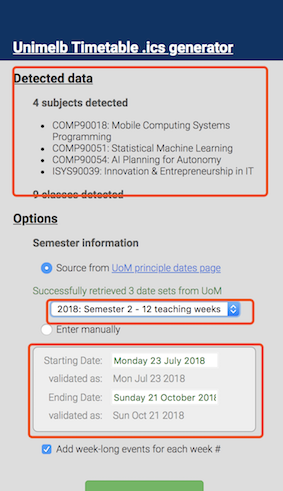 Unimelb Timetable .ics generator
Detected data
4 subjects detected
COMP90018: Mobile Computing Systems
Programming
COMP90051: Statistical Machine Learning
COMP90054: AI Planning for Autonomy
ISYS90039: Innovation & Entrepreneurship in IT
9 classes detected
Options
Semester information
Source from UoM principle dates page
Successfully retrieved 3 date sets from UoM
2018: Semester 2 - 12 teaching weeks
Enter manually
Starting Date: Monday 23 July 2018
validated as: Mon Jul 23 2018
Ending Date: Sunday 21 October 2018
validated as: Sun Oct 21 2018
Add week-long events for each week #